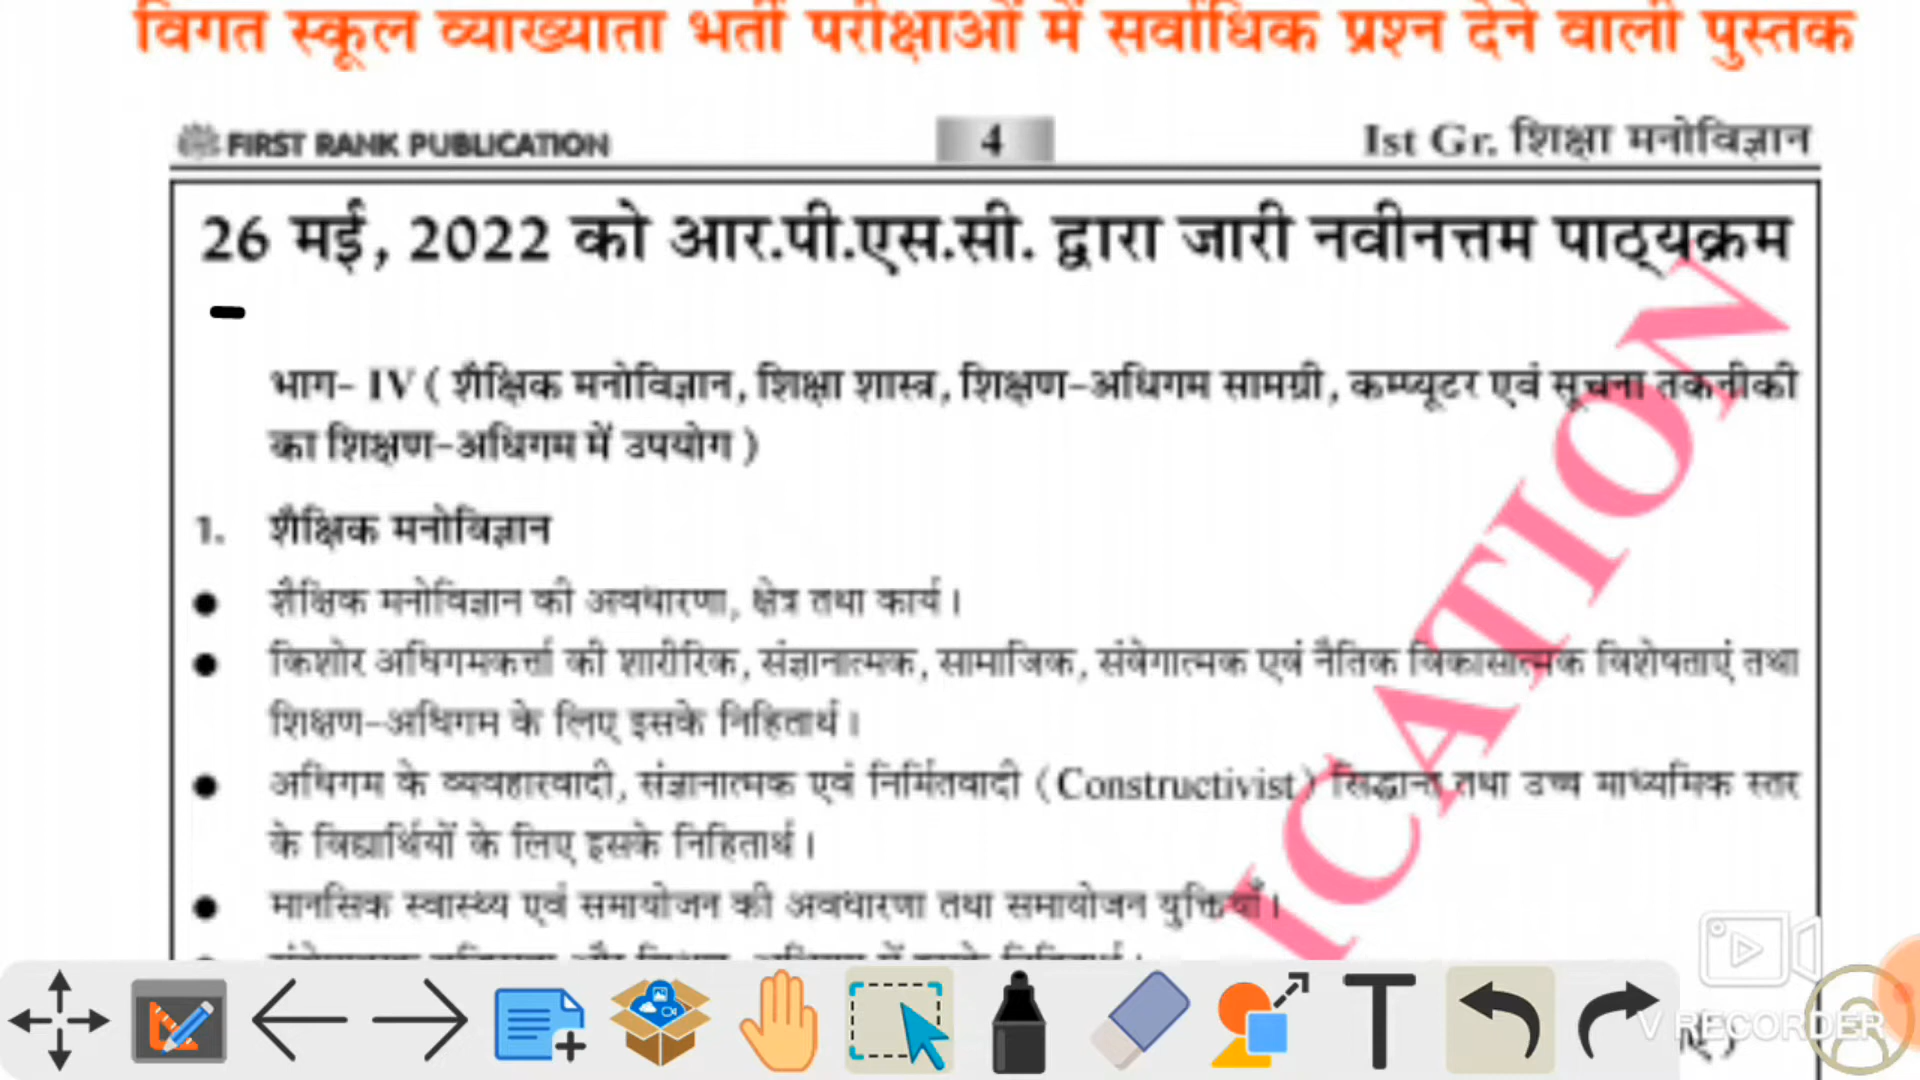 विगत स्कूल व्याख्याता भर्ती परीक्षाओं में सर्वाधिक प्रश्न देने वाली पुस्तक
FIRST RANK PUBLICATION 4 Ist Gr. शिक्षा मनोविज्ञान
26 मई, 2022 को आर.पी.एस.सी. द्वारा जारी नवीनत्तम पाठ्यक्रम
भाग- IV ( शैक्षिक मनोविज्ञान, शिक्षा शास्त्र, शिक्षण-अधिगम सामग्री, कम्प्यूटर एवं सूचना तकनीकी
का शिक्षण-अधिगम में उपयोग )
1. शैक्षिक मनोविज्ञान
● शैक्षिक मनोविज्ञान की अवधारणा, क्षेत्र तथा कार्य।
● किशोर अधिगमकर्त्ता की शारीरिक, संज्ञानात्मक, सामाजिक, संवेगात्मक एवं नैतिक विकासात्मक विशेषताएं तथा
शिक्षण-अधिगम के लिए इसके निहितार्थ।
● अधिगम के व्यवहारवादी, संज्ञानात्मक एवं निर्मितवादी (Constructivist) सिद्धान्त तथा उच्च माध्यमिक स्तर
के विद्यार्थियों के लिए इसके निहितार्थ।
● मानसिक स्वास्थ्य एवं समायोजन की अवधारणा तथा समायोजन युक्तियाँ।
ICATION
V RECORDER